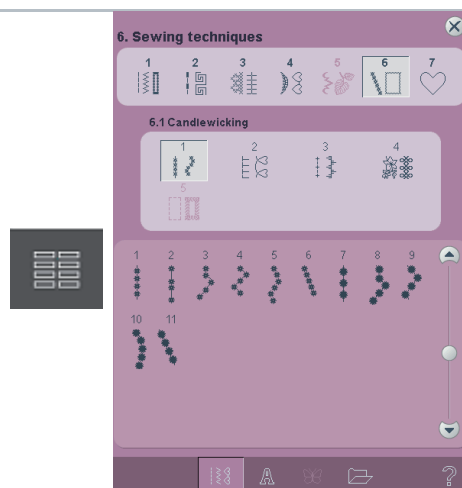 6. Sewing techniques
1 2 3 4 5 6 7
6.1 Candlewicking
1 2 3 4
5
1 2 3 4 5 6 7 8 9
10 11
A ?